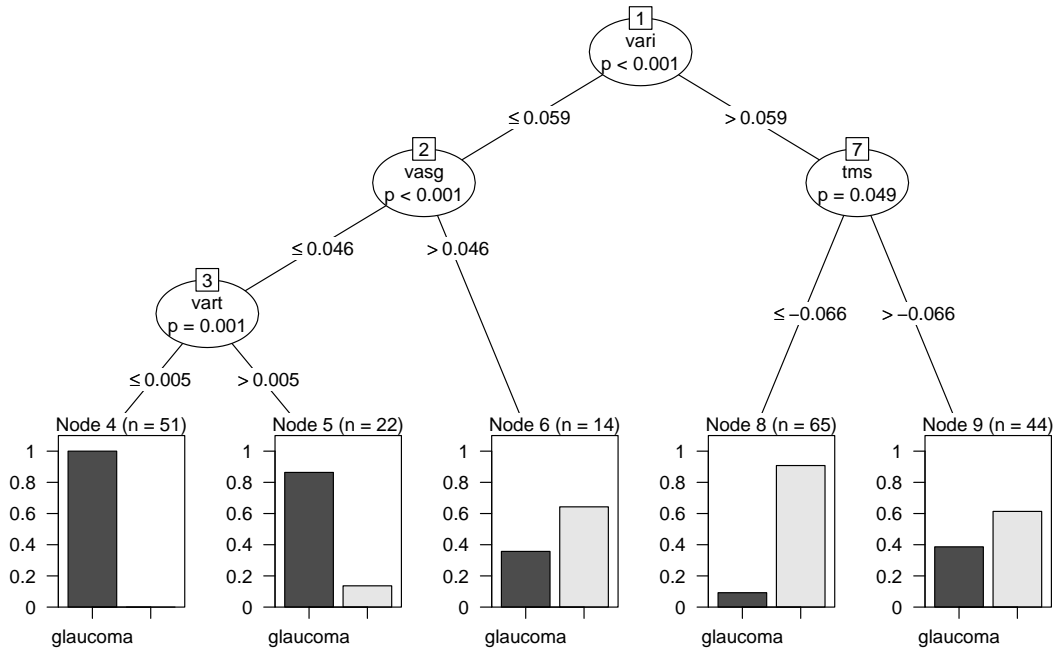 1
vari
p < 0.001
≤ 0.059
> 0.059
2
vasg
p < 0.001
7
tms
p = 0.049
≤ 0.046
> 0.046
3
vart
p = 0.001
≤ −0.066
> −0.066
≤ 0.005
> 0.005
Node 4 (n = 51)
1
0.8
0.6
0.4
0.2
0
glaucoma
Node 5 (n = 22)
1
0.8
0.6
0.4
0.2
0
glaucoma
Node 6 (n = 14)
1
0.8
0.6
0.4
0.2
0
glaucoma
Node 8 (n = 65)
1
0.8
0.6
0.4
0.2
0
glaucoma
Node 9 (n = 44)
1
0.8
0.6
0.4
0.2
0
glaucoma